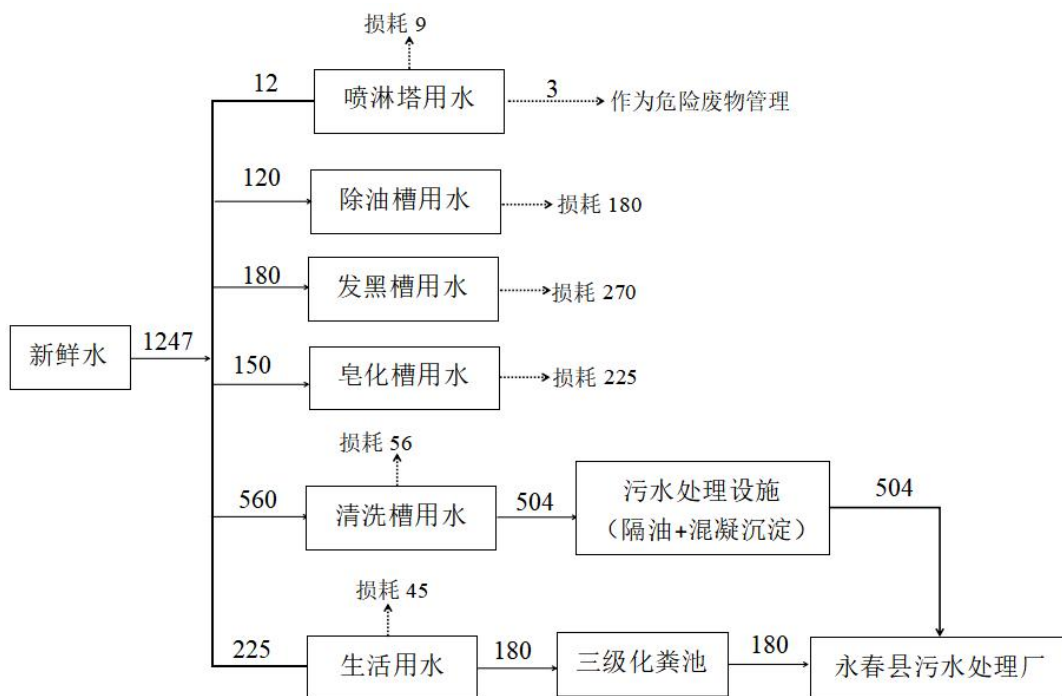 损耗 9
12
喷淋塔用水
3
作为危险废物管理
120
除油槽用水
损耗 180
180
发黑槽用水
损耗 270
新鲜水
1247
150
皂化槽用水
损耗 225
损耗 56
560
清洗槽用水
504
污水处理设施
（隔油+混凝沉淀）
504
损耗 45
225
生活用水
180
三级化粪池
180
永春县污水处理厂